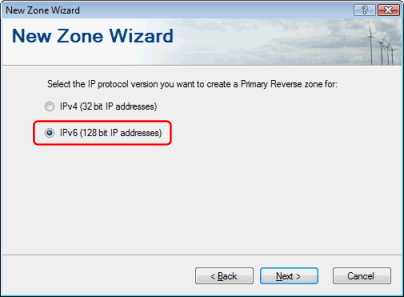 New Zone Wizard
New Zone Wizard
Select the IP protocol version you want to create a Primary Reverse zone for:
IPv4 (32 bit IP addresses)
IPv6 (128 bit IP addresses)
< Back Next > Cancel